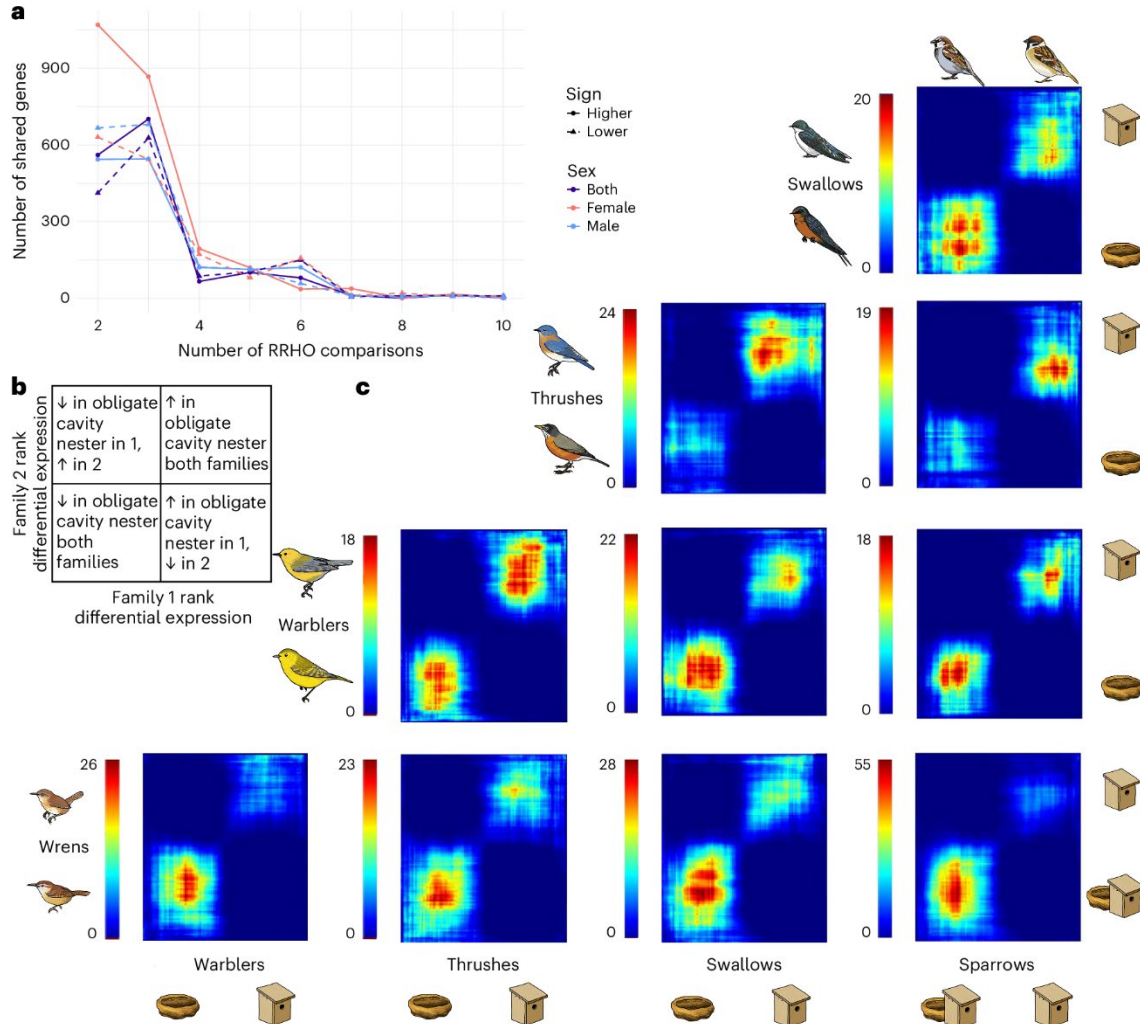 a
Number of shared genes
900
600
300
0
2
4
6
8
10
Number of RRHO comparisons
Sign
Higher
Lower
Sex
Both
Female
Male
b
Family 2 rank
differential expression
↓ in obligate
cavity
nester in 1,
↑ in 2
↑ in
obligate
cavity nester
both families
↓ in obligate
cavity nester
both
families
↑ in obligate
cavity
nester in 1,
↓ in 2
Family 1 rank
differential expression
c
Swallows
20
0
Thrushes
24
0
19
0
Warblers
18
0
22
0
18
0
Wrens
26
0
23
0
28
0
55
0
Warblers
Thrushes
Swallows
Sparrows